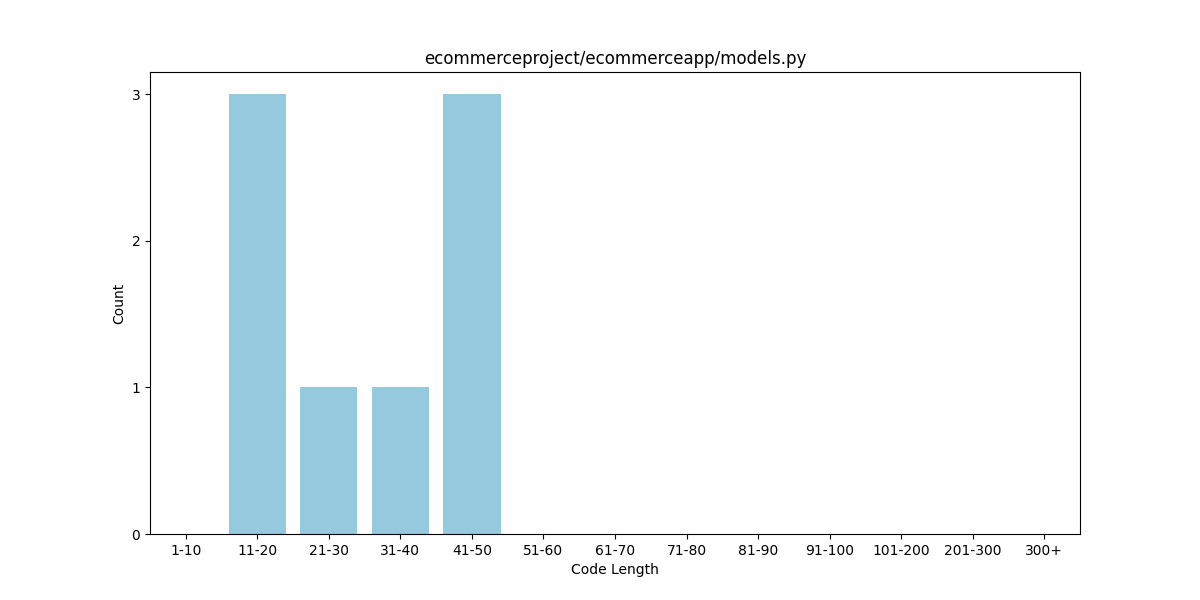 ecommerceproject/ecommerceapp/models.py
3
2
1
0
Count
1-10 11-20 21-30 31-40 41-50 51-60 61-70 71-80 81-90 91-100 101-200 201-300 300+
Code Length